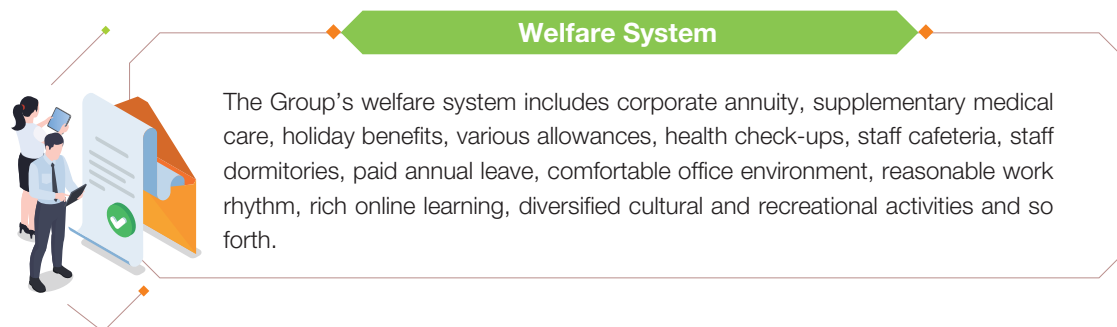 Welfare System
The Group’s welfare system includes corporate annuity, supplementary medical
care, holiday benefits, various allowances, health check-ups, staff cafeteria, staff
dormitories, paid annual leave, comfortable office environment, reasonable work
rhythm, rich online learning, diversified cultural and recreational activities and so
forth.